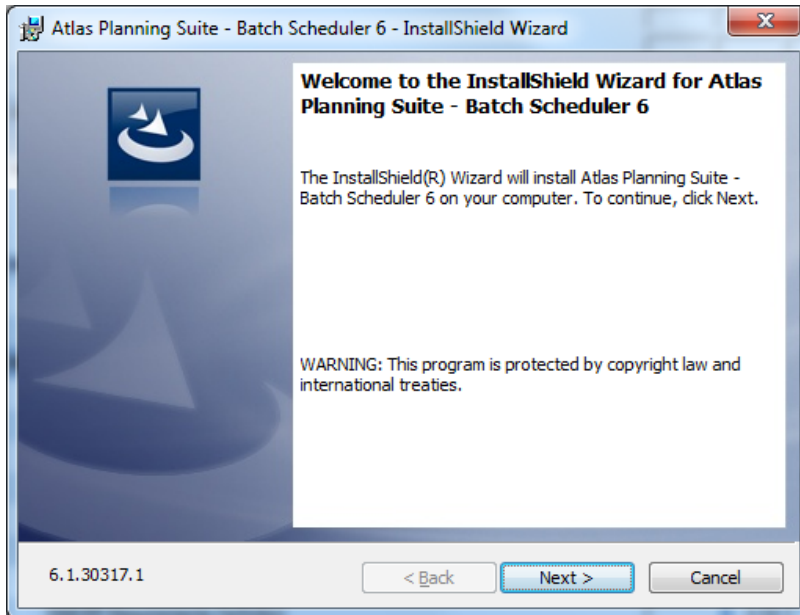 Atlas Planning Suite - Batch Scheduler 6 - InstallShield Wizard
Welcome to the InstallShield Wizard for Atlas
Planning Suite - Batch Scheduler 6
The InstallShield(R) Wizard will install Atlas Planning Suite -
Batch Scheduler 6 on your computer. To continue, click Next.
WARNING: This program is protected by copyright law and
international treaties.
6.1.30317.1
< Back
Next >
Cancel